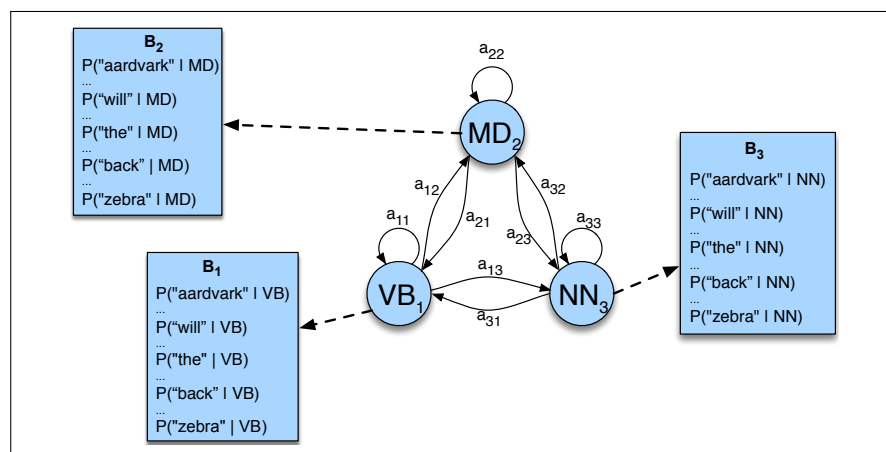 B2
P("aardvark" | MD)
...
P(“will” | MD)
...
P("the" | MD)
...
P(“back” | MD)
...
P("zebra" | MD)
a22
MD2
a12
a21
a32
a23
a11
a33
VB1
a13
a31
NN3
B1
P("aardvark" | VB)
...
P(“will” | VB)
...
P("the" | VB)
...
P(“back” | VB)
...
P("zebra" | VB)
B3
P("aardvark" | NN)
...
P(“will” | NN)
...
P("the" | NN)
...
P(“back” | NN)
...
P("zebra" | NN)